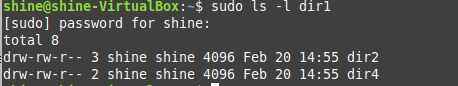 shine@shine-VirtualBox:~$ sudo ls -l dir1
[sudo] password for shine:
total 8
drw-rw-r-- 3 shine shine 4096 Feb 20 14:55 dir2
drw-rw-r-- 2 shine shine 4096 Feb 20 14:55 dir4